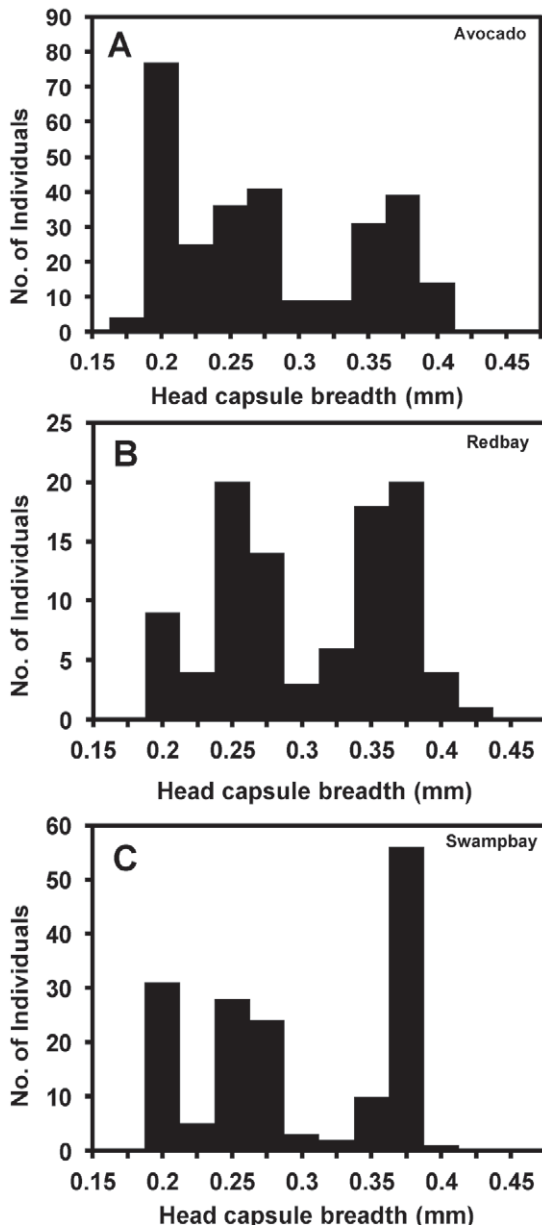 A
Avocado
90
80
70
60
50
40
30
20
10
0
No. of Individuals
0.15 0.2 0.25 0.3 0.35 0.4 0.45
Head capsule breadth (mm)
B
Redbay
25
20
15
10
5
0
No. of Individuals
0.15 0.2 0.25 0.3 0.35 0.4 0.45
Head capsule breadth (mm)
C
Swampbay
60
50
40
30
20
10
0
No. of Individuals
0.15 0.2 0.25 0.3 0.35 0.4 0.45
Head capsule breadth (mm)